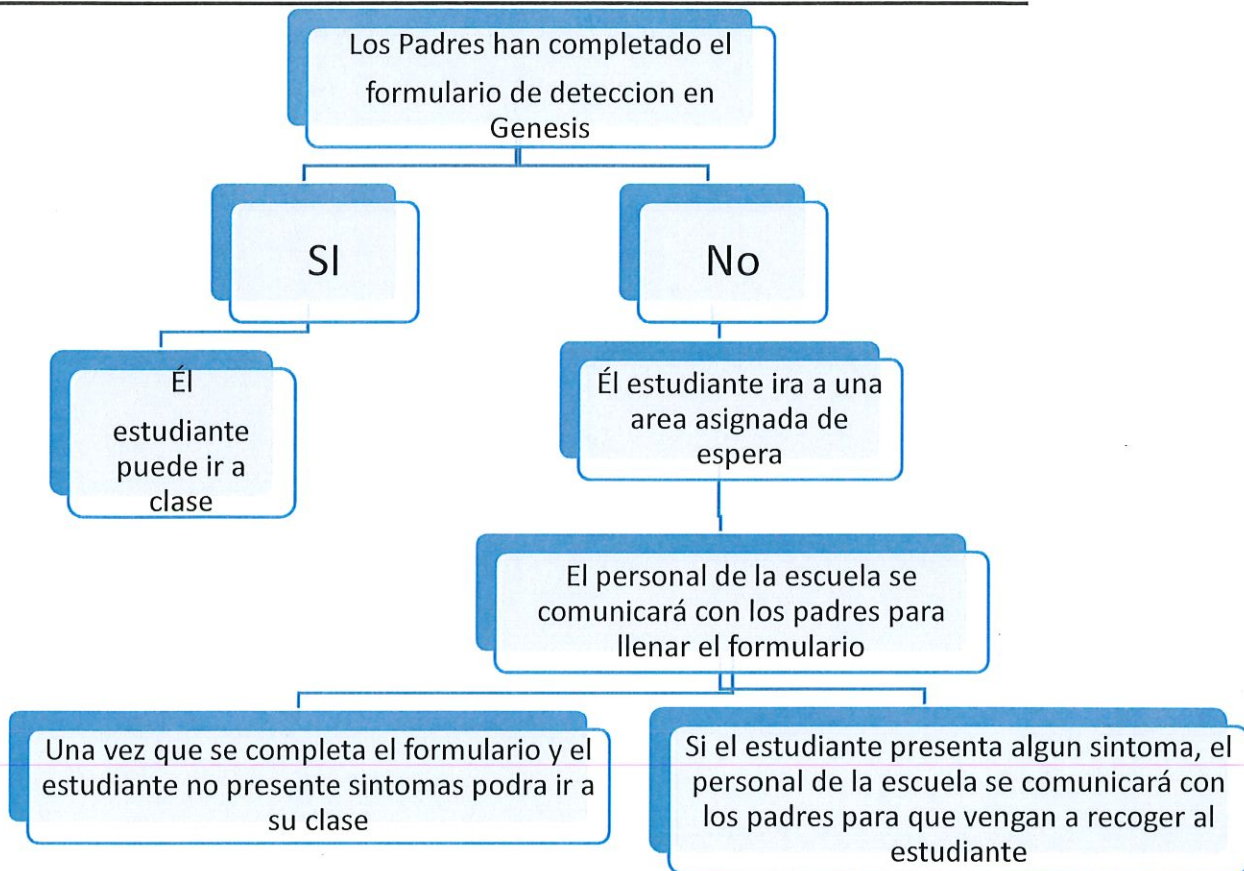 Los Padres han completado el
formulario de deteccion en
Genesis
SI
No
Él
estudiante
puede ir a
clase
Él estudiante ira a una
area asignada de
espera
El personal de la escuela se
comunicará con los padres para
llenar el formulario
Una vez que se completa el formulario y el
estudiante no presente sintomas podra ir a
su clase
Si el estudiante presenta algun sintoma, el
personal de la escuela se comunicará con
los padres para que vengan a recoger al
estudiante